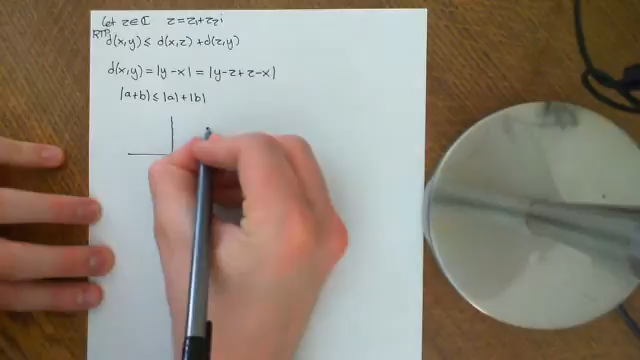 Let z∈ℂ z=z₁+z₂i
RTP: d(x,y) ≤ d(x,z) + d(z,y)
d(x,y) = |y-x| = |y-z+z-x|
|a+b| ≤ |a|+|b|